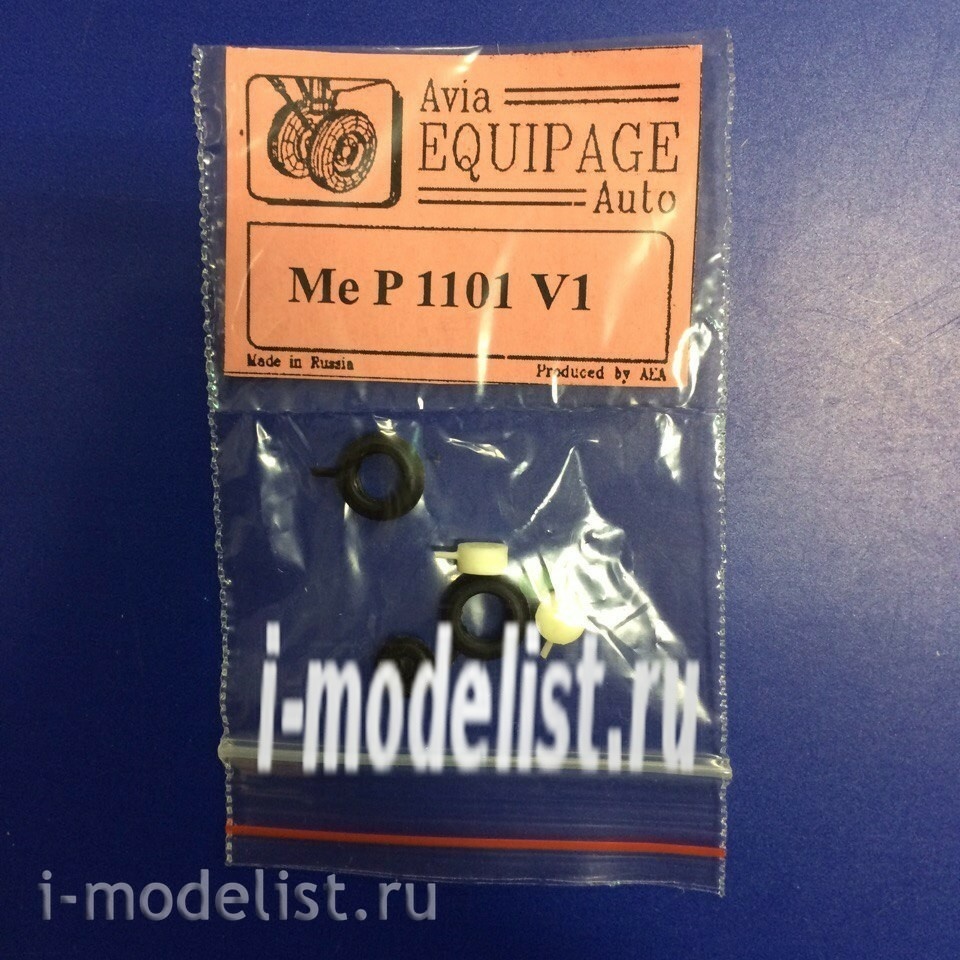 Avia
EQUIPAGE
Auto
Me P 1101 V1
Made in Russia
Produced by AEA
i-modelist.ru
i-modelist.ru